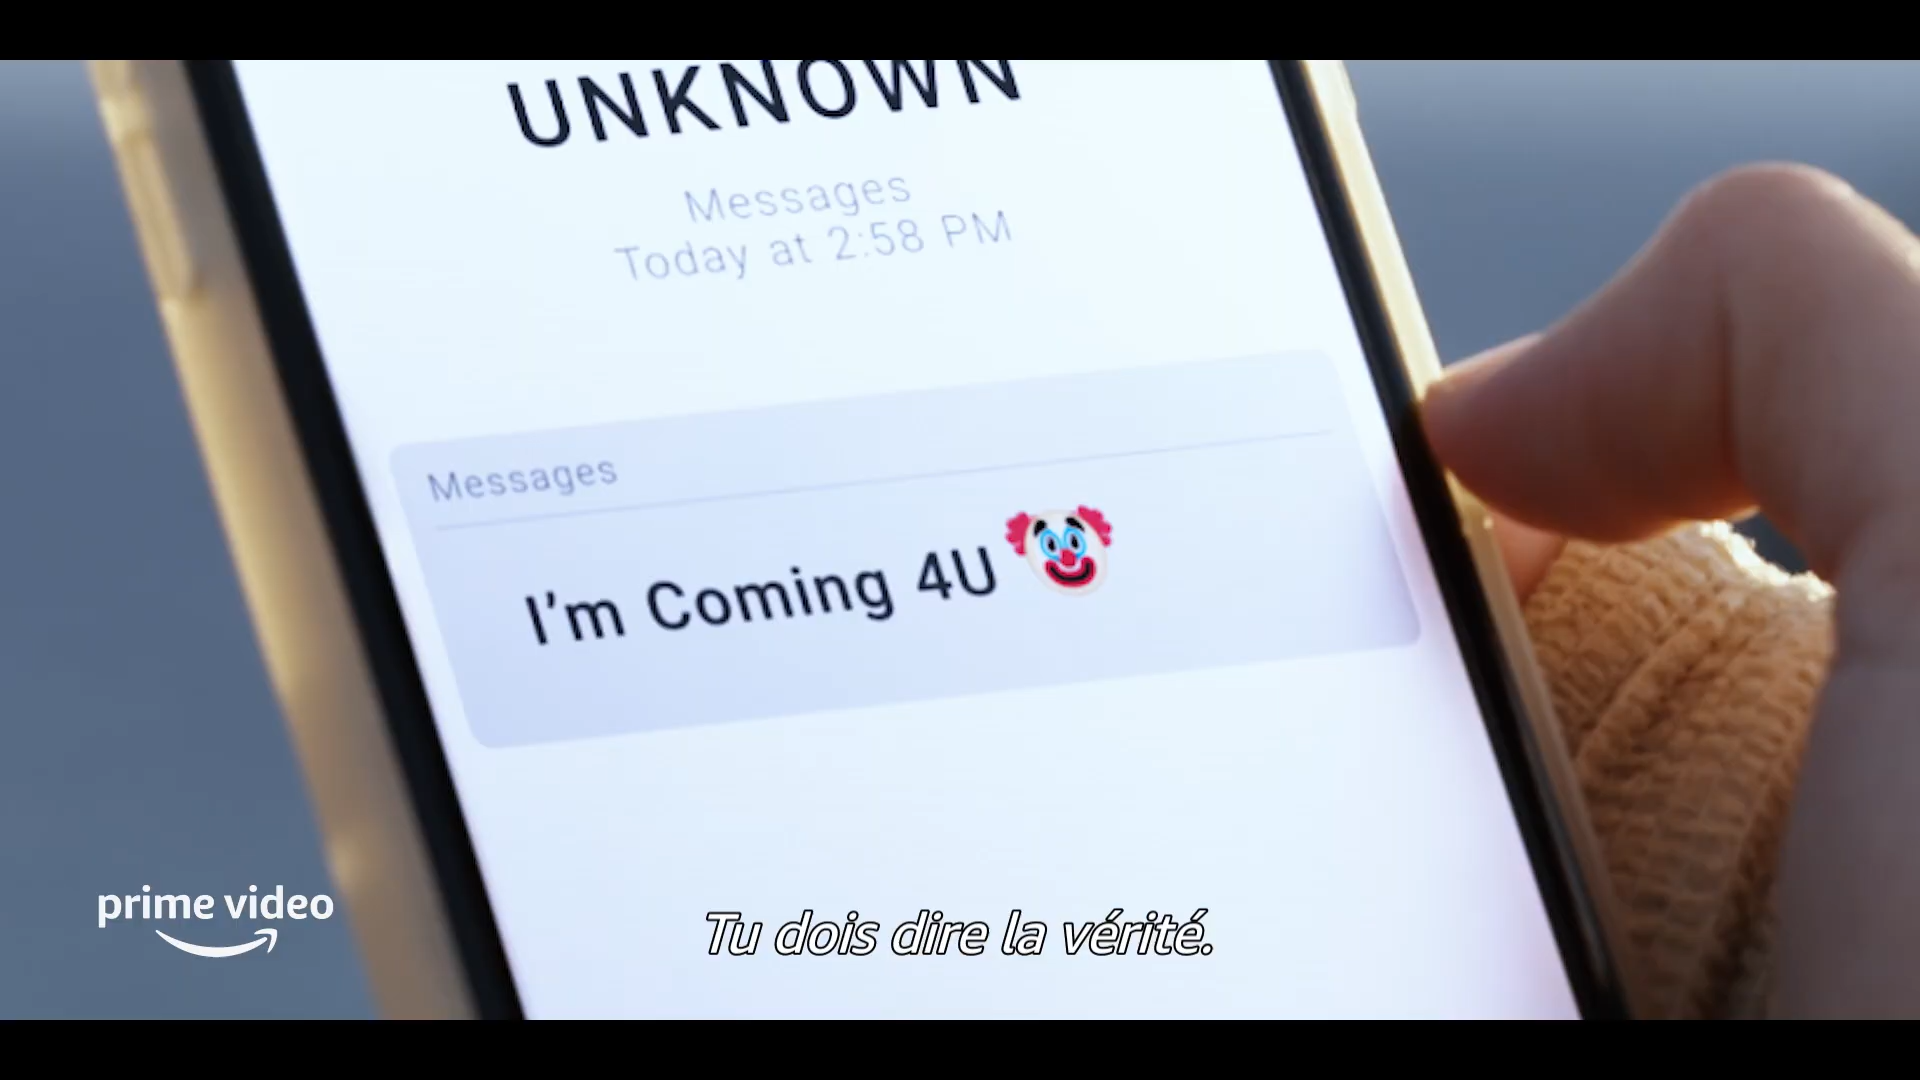 UNKNOWN
Messages
Today at 2:58 PM
Messages
I'm Coming 4U 🤡
prime video
Tu dois dire la vérité.